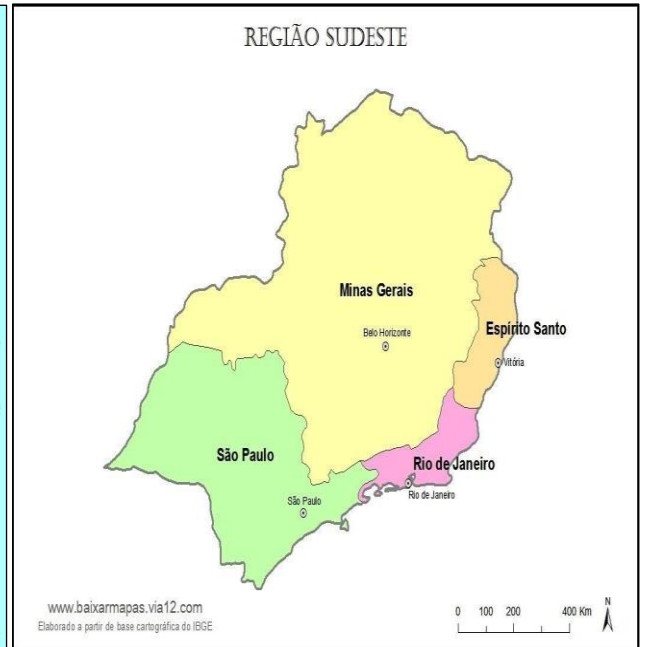 REGIÃO SUDESTE
Minas Gerais
Belo Horizonte
Espírito Santo
Vitória
São Paulo
São Paulo
Rio de Janeiro
Rio de Janeiro
www.baixarmapas.via12.com
Elaborado a partir de base cartográfica do IBGE
0 100 200 400 Km
N